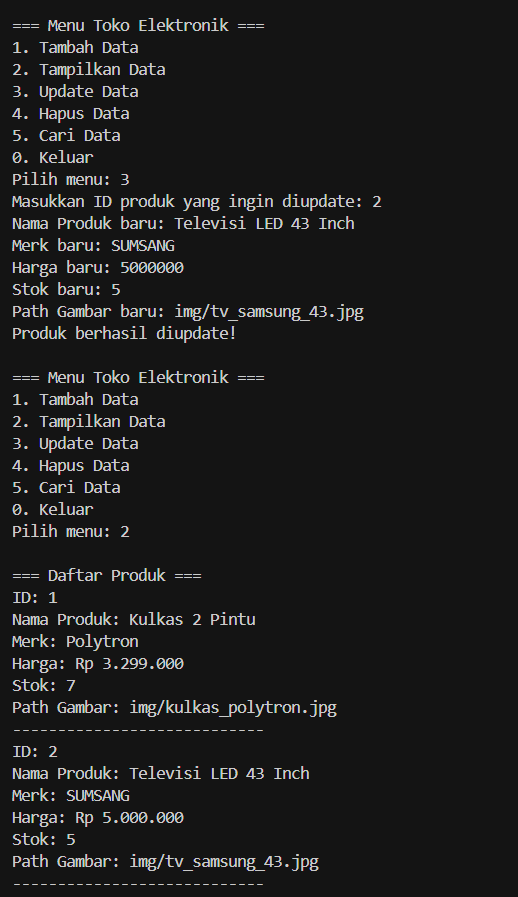 === Menu Toko Elektronik ===
1. Tambah Data
2. Tampilkan Data
3. Update Data
4. Hapus Data
5. Cari Data
0. Keluar
Pilih menu: 3
Masukkan ID produk yang ingin diupdate: 2
Nama Produk baru: Televisi LED 43 Inch
Merk baru: SUMSANG
Harga baru: 5000000
Stok baru: 5
Path Gambar baru: img/tv_samsung_43.jpg
Produk berhasil diupdate!

=== Menu Toko Elektronik ===
1. Tambah Data
2. Tampilkan Data
3. Update Data
4. Hapus Data
5. Cari Data
0. Keluar
Pilih menu: 2

=== Daftar Produk ===
ID: 1
Nama Produk: Kulkas 2 Pintu
Merk: Polytron
Harga: Rp 3.299.000
Stok: 7
Path Gambar: img/kulkas_polytron.jpg
----------------------------
ID: 2
Nama Produk: Televisi LED 43 Inch
Merk: SUMSANG
Harga: Rp 5.000.000
Stok: 5
Path Gambar: img/tv_samsung_43.jpg
----------------------------